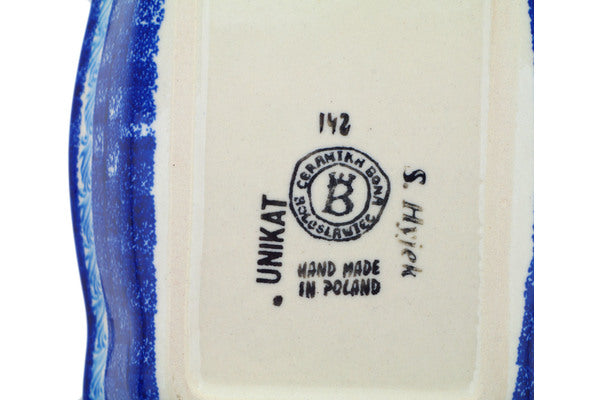 142
CERAMIKA BONA
BOLESŁAWIEC
B
HAND MADE
IN POLAND
. UNIKAT
S. Hyjek